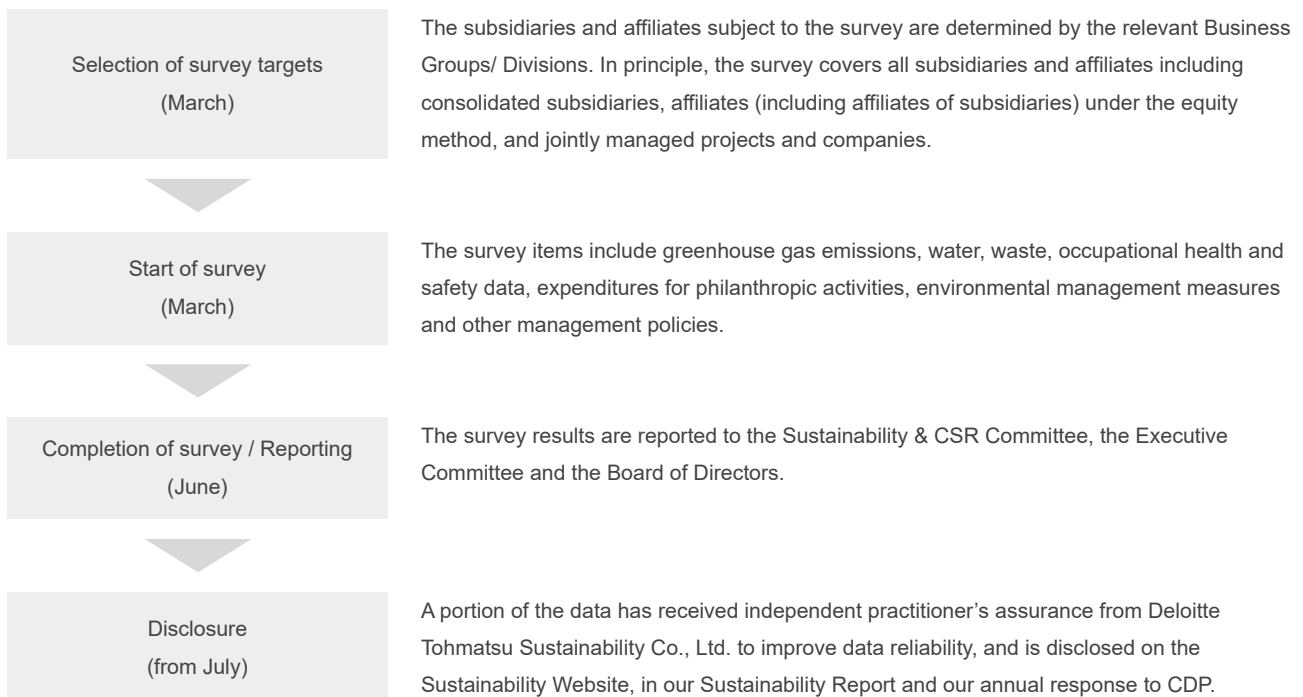 Selection of survey targets
(March)
The subsidiaries and affiliates subject to the survey are determined by the relevant Business
Groups/ Divisions. In principle, the survey covers all subsidiaries and affiliates including
consolidated subsidiaries, affiliates (including affiliates of subsidiaries) under the equity
method, and jointly managed projects and companies.
Start of survey
(March)
The survey items include greenhouse gas emissions, water, waste, occupational health and
safety data, expenditures for philanthropic activities, environmental management measures
and other management policies.
Completion of survey / Reporting
(June)
The survey results are reported to the Sustainability & CSR Committee, the Executive
Committee and the Board of Directors.
Disclosure
(from July)
A portion of the data has received independent practitioner’s assurance from Deloitte
Tohmatsu Sustainability Co., Ltd. to improve data reliability, and is disclosed on the
Sustainability Website, in our Sustainability Report and our annual response to CDP.